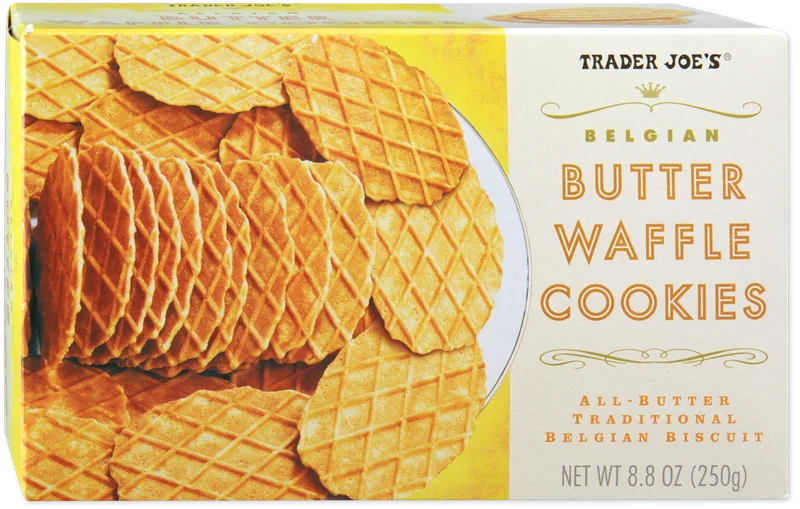 TRADER JOE'S®
BELGIAN
BUTTER
WAFFLE
COOKIES
ALL-BUTTER
TRADITIONAL
BELGIAN BISCUIT
NET WT 8.8 OZ (250g)